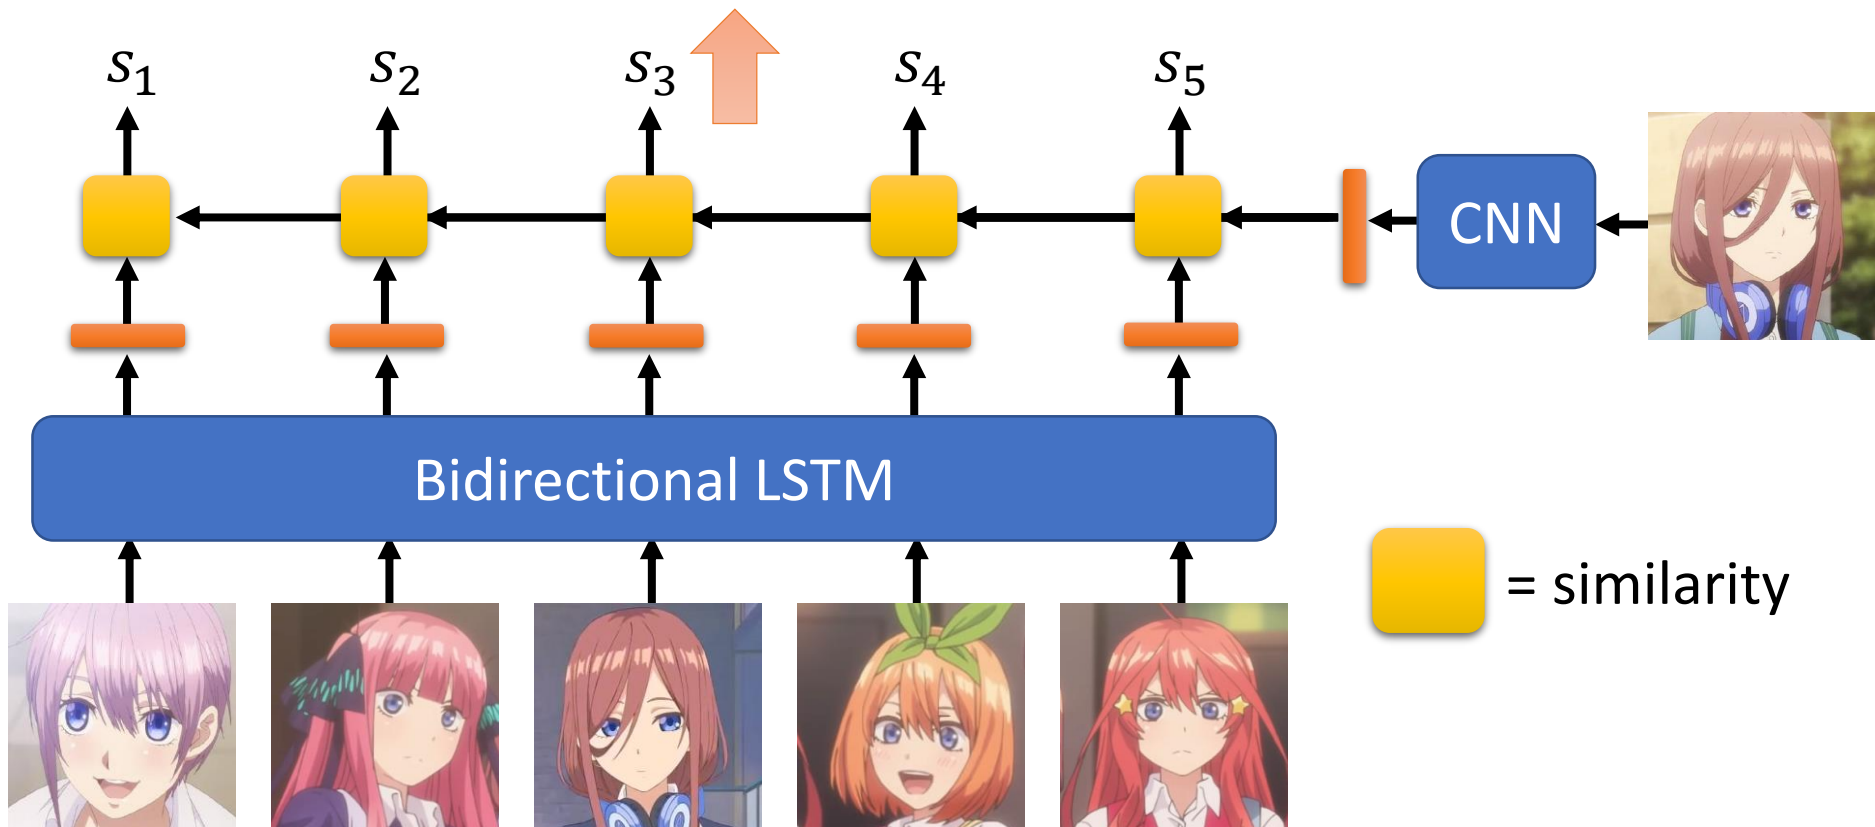 s₁ s₂ s₃ s₄ s₅
CNN
Bidirectional LSTM
= similarity